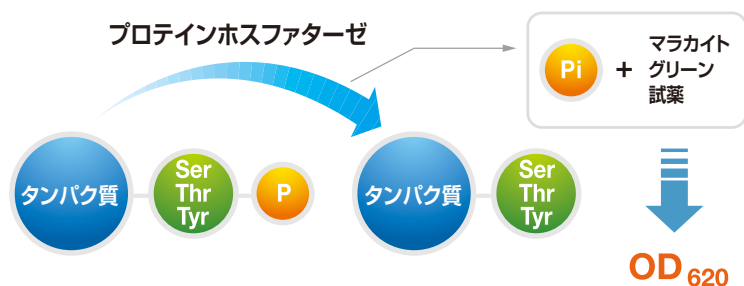 プロテインホスファターゼ
Pi
+
マラカイト
グリーン
試薬
タンパク質
Ser
Thr
Tyr
P
タンパク質
Ser
Thr
Tyr
OD 620